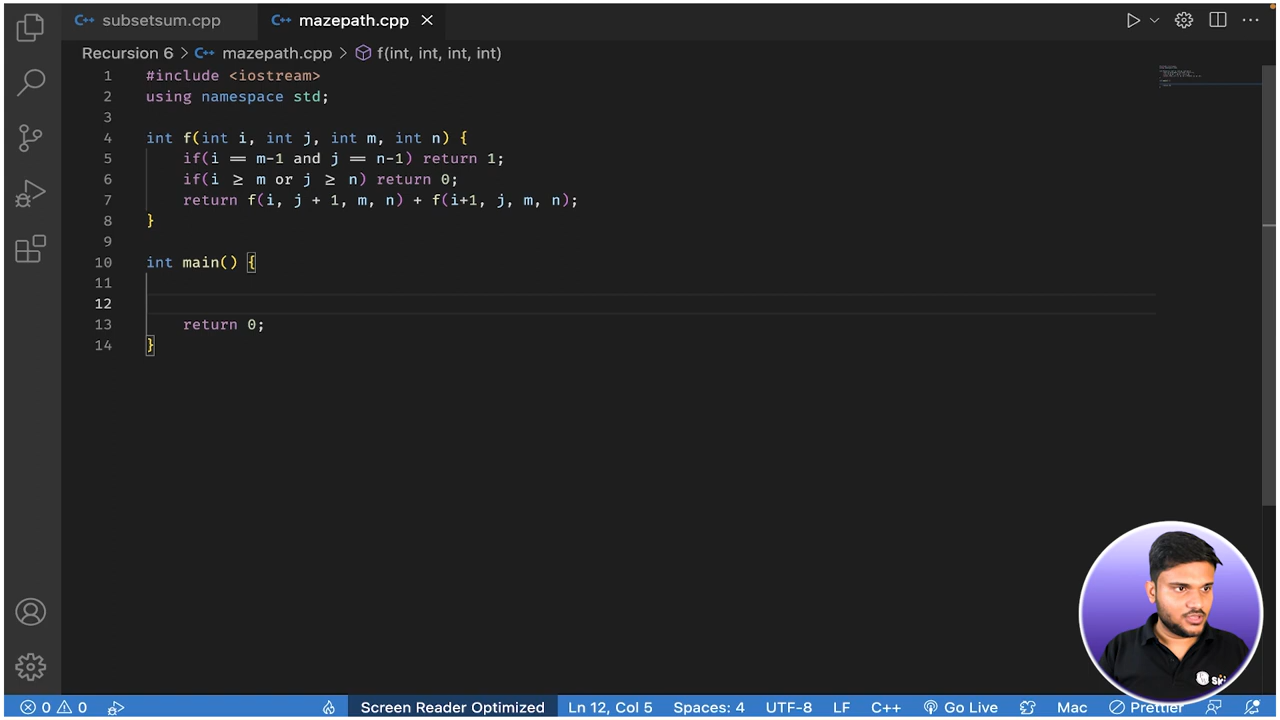 subsetsum.cpp mazepath.cpp
Recursion 6 > mazepath.cpp > f(int, int, int, int)
1 #include <iostream>
2 using namespace std;
3
4 int f(int i, int j, int m, int n) {
5 if(i == m-1 and j == n-1) return 1;
6 if(i ≥ m or j ≥ n) return 0;
7 return f(i, j + 1, m, n) + f(i+1, j, m, n);
8 }
9
10 int main() {
11
12
13 return 0;
14 }
0 0 Screen Reader Optimized Ln 12, Col 5 Spaces: 4 UTF-8 LF C++ Go Live Mac Prettier